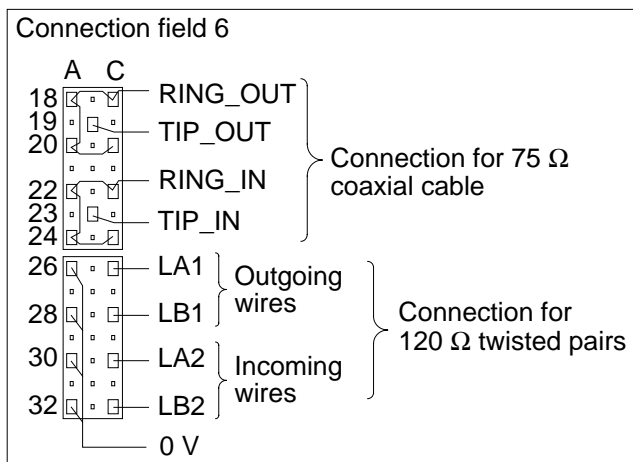 Connection field 6
A C
18 RING_OUT
19 TIP_OUT
20
22 RING_IN
23 TIP_IN
24
Connection for 75 Ω
coaxial cable
26 LA1
28 LB1
Outgoing
wires
30 LA2
32 LB2
Incoming
wires
Connection for
120 Ω twisted pairs
0 V